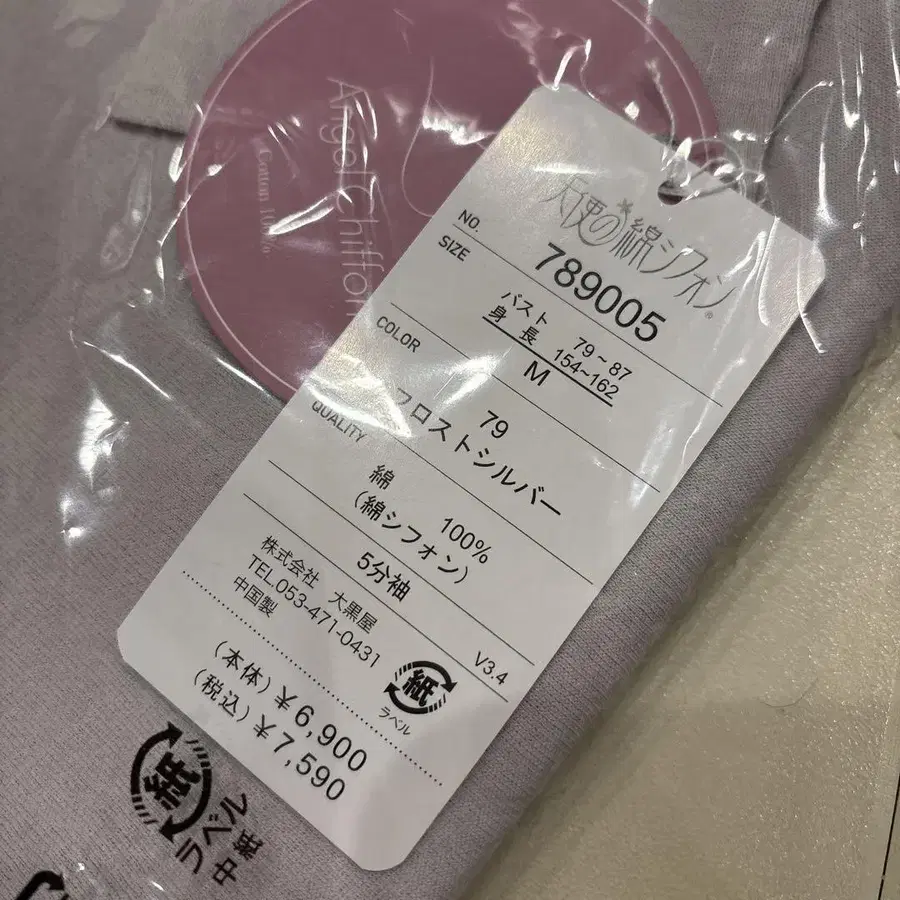 Angel Chiffon
Cotton 100%
天使の綿シフォン®
NO. 789005
SIZE
バスト 79~87
身長 154~162
M
COLOR
79
フロストシルバー
QUALITY
綿 100%
(綿シフォン)
5分袖
V3.4
株式会社 大黒屋
TEL.053-471-0431
中国製
紙
ラベル
(本体)¥6,900
(税込)¥7,590
紙
ラベル
中紙